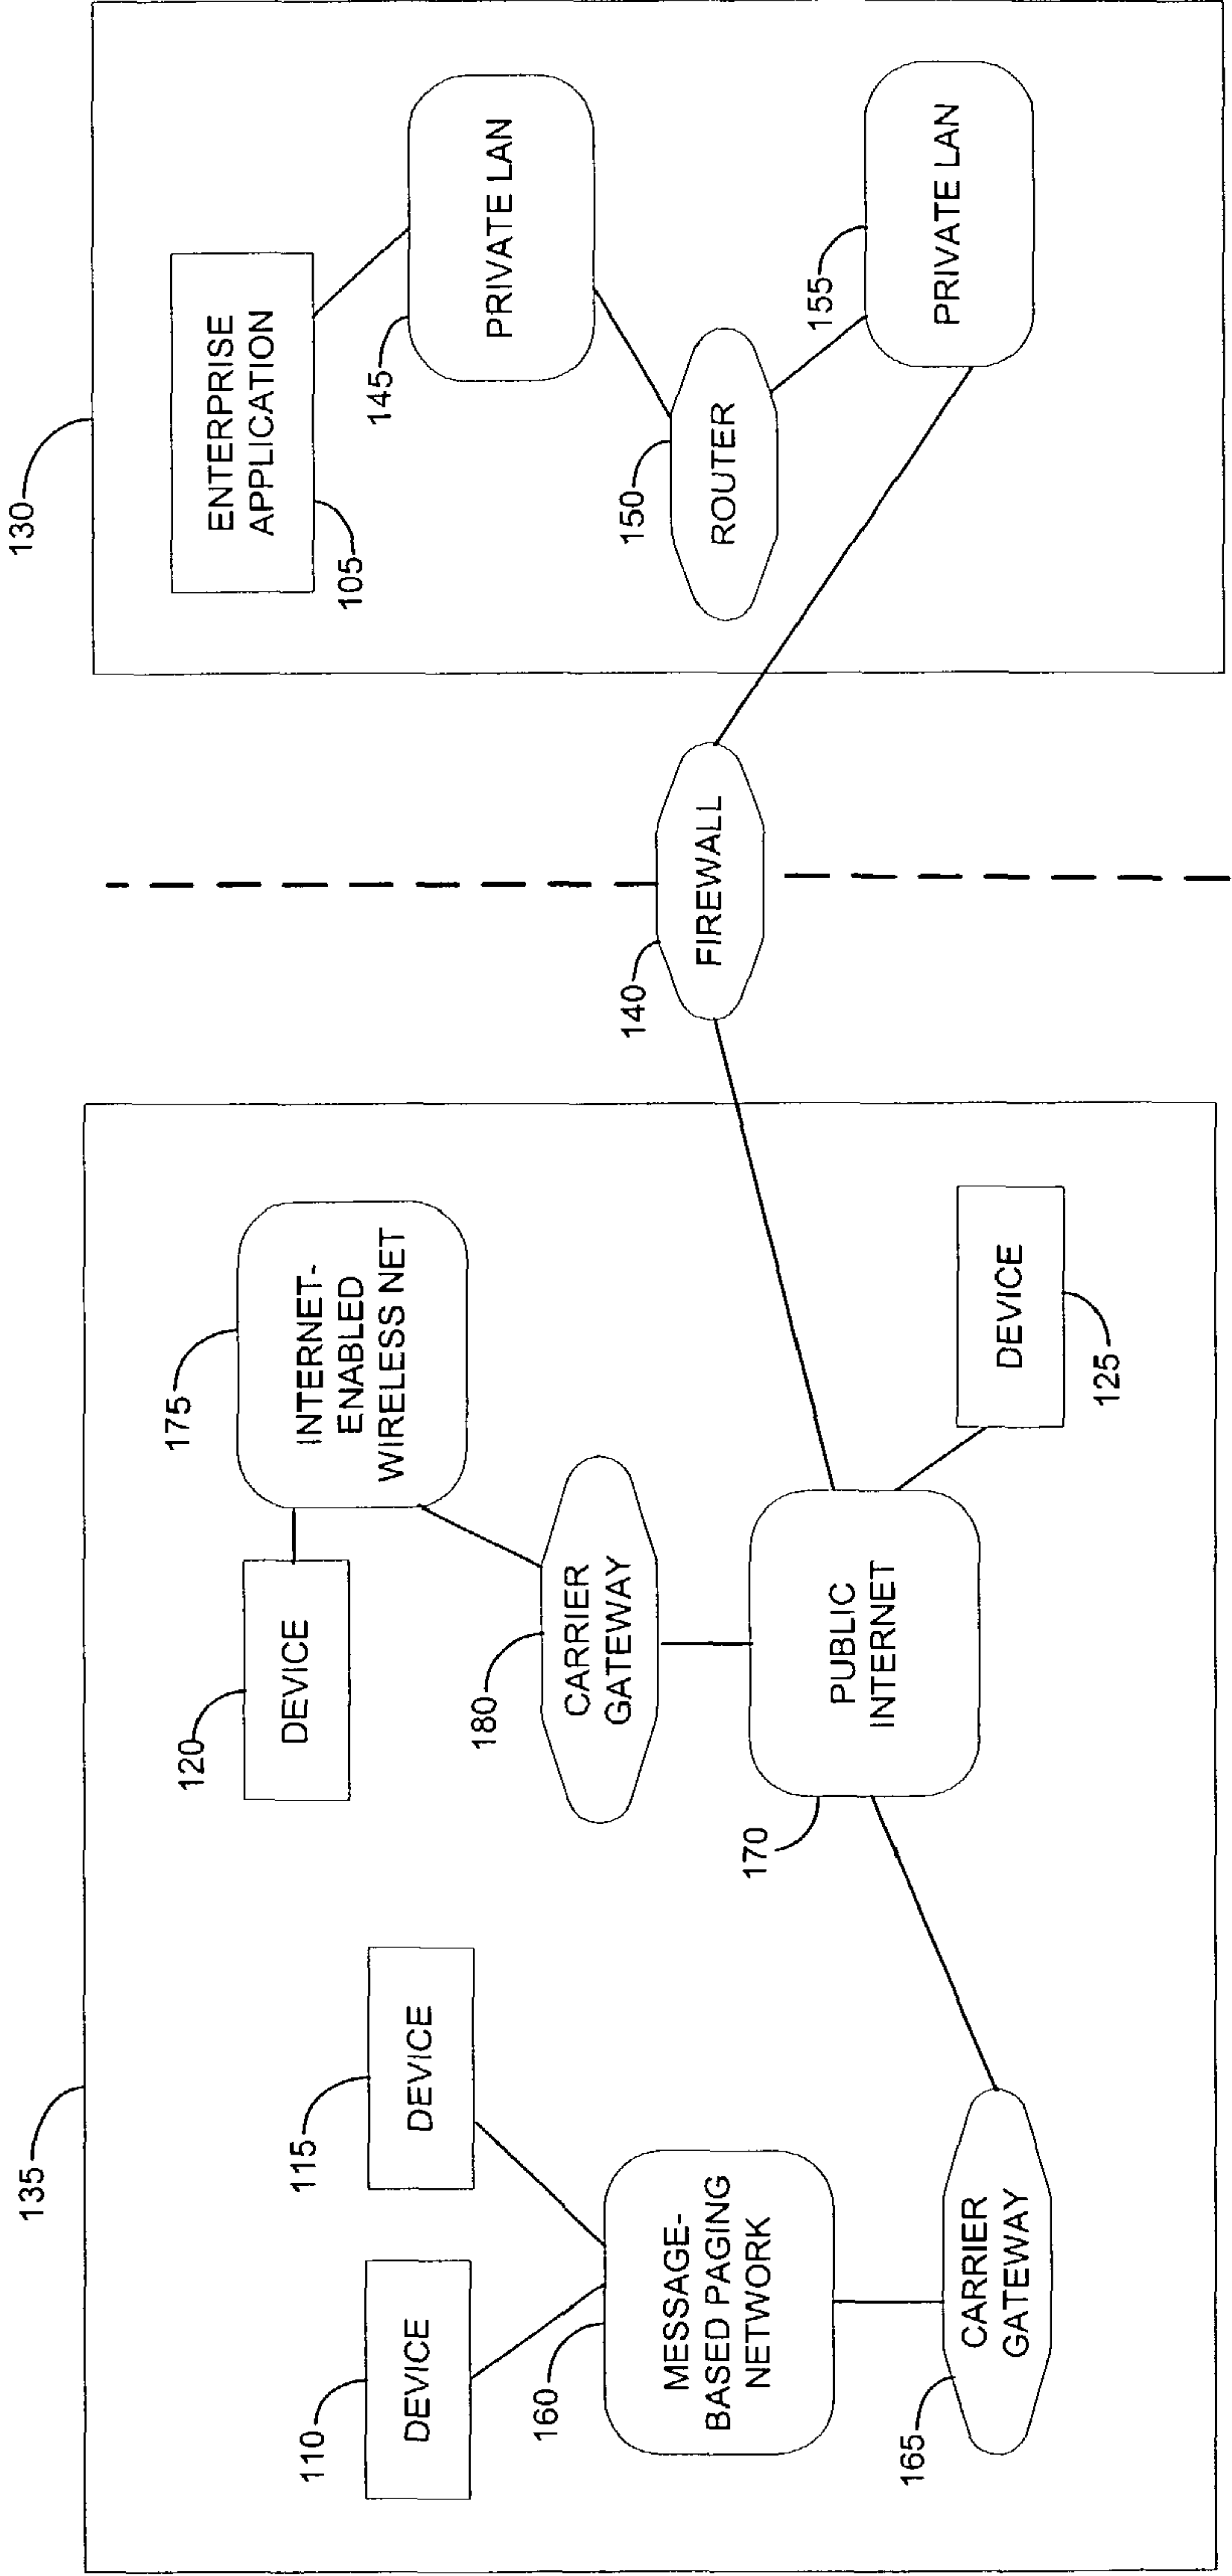 135
130
110
DEVICE
115
DEVICE
120
DEVICE
175
INTERNET-
ENABLED
WIRELESS NET
160
MESSAGE-
BASED PAGING
NETWORK
180
CARRIER
GATEWAY
165
CARRIER
GATEWAY
170
PUBLIC
INTERNET
DEVICE
125
140
FIREWALL
ENTERPRISE
APPLICATION
105
145
PRIVATE LAN
150
ROUTER
155
PRIVATE LAN